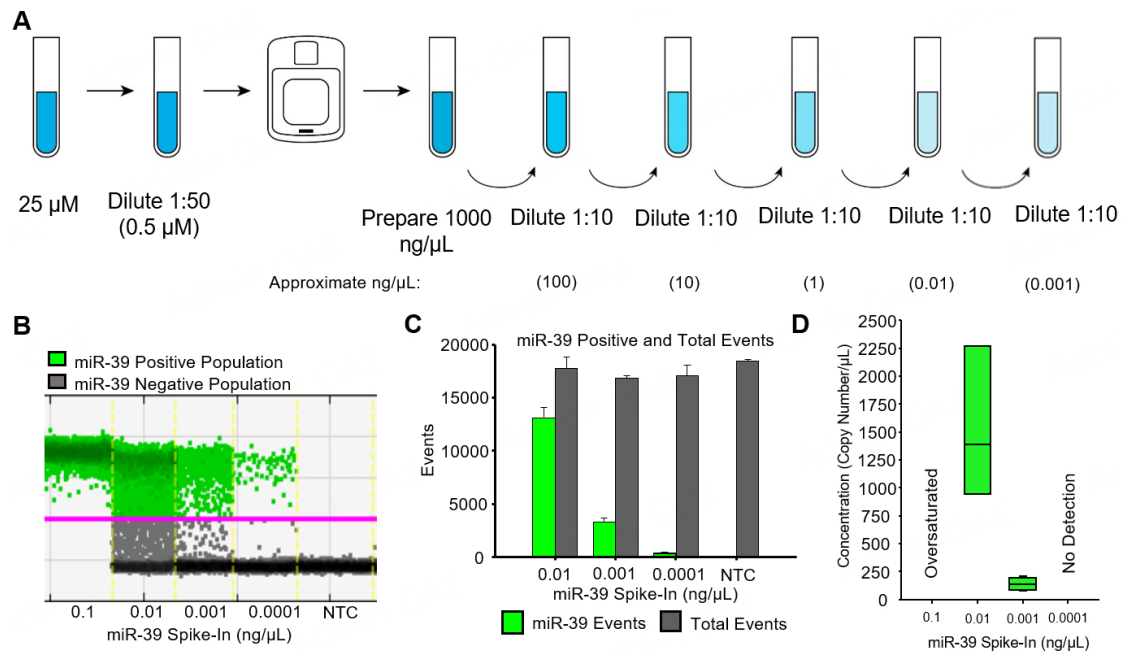 A
25 µM
Dilute 1:50
(0.5 µM)
Prepare 1000
ng/µL
Dilute 1:10
Dilute 1:10
Dilute 1:10
Dilute 1:10
Dilute 1:10
Approximate ng/µL:
(100)
(10)
(1)
(0.01)
(0.001)
B
miR-39 Positive Population
miR-39 Negative Population
0.1
0.01
0.001
0.0001
NTC
miR-39 Spike-In (ng/µL)
C
miR-39 Positive and Total Events
Events
20000
15000
10000
5000
0
0.01
0.001
0.0001
NTC
miR-39 Spike-In (ng/µL)
miR-39 Events
Total Events
D
Concentration (Copy Number/µL)
2500
2250
2000
1750
1500
1250
1000
750
500
250
0
Oversaturated
No Detection
0.1
0.01
0.001
0.0001
miR-39 Spike-In (ng/µL)